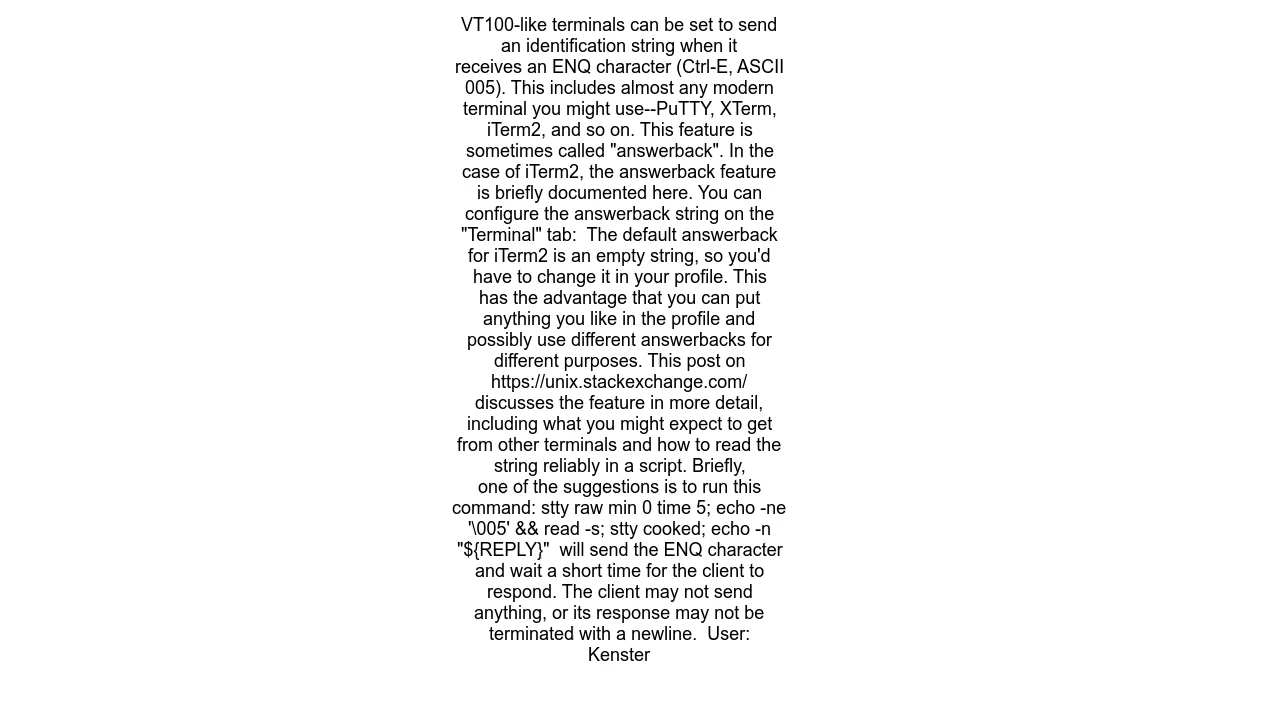 VT100-like terminals can be set to send
an identification string when it
receives an ENQ character (Ctrl-E, ASCII
005). This includes almost any modern
terminal you might use--PuTTY, XTerm,
iTerm2, and so on. This feature is
sometimes called "answerback". In the
case of iTerm2, the answerback feature
is briefly documented here. You can
configure the answerback string on the
"Terminal" tab:  The default answerback
for iTerm2 is an empty string, so you'd
have to change it in your profile. This
has the advantage that you can put
anything you like in the profile and
possibly use different answerbacks for
different purposes. This post on
https://unix.stackexchange.com/
discusses the feature in more detail,
including what you might expect to get
from other terminals and how to read the
string reliably in a script. Briefly,
one of the suggestions is to run this
command: stty raw min 0 time 5; echo -ne
'\005' && read -s; stty cooked; echo -n
"${REPLY}"  will send the ENQ character
and wait a short time for the client to
respond. The client may not send
anything, or its response may not be
terminated with a newline.  User:
Kenster